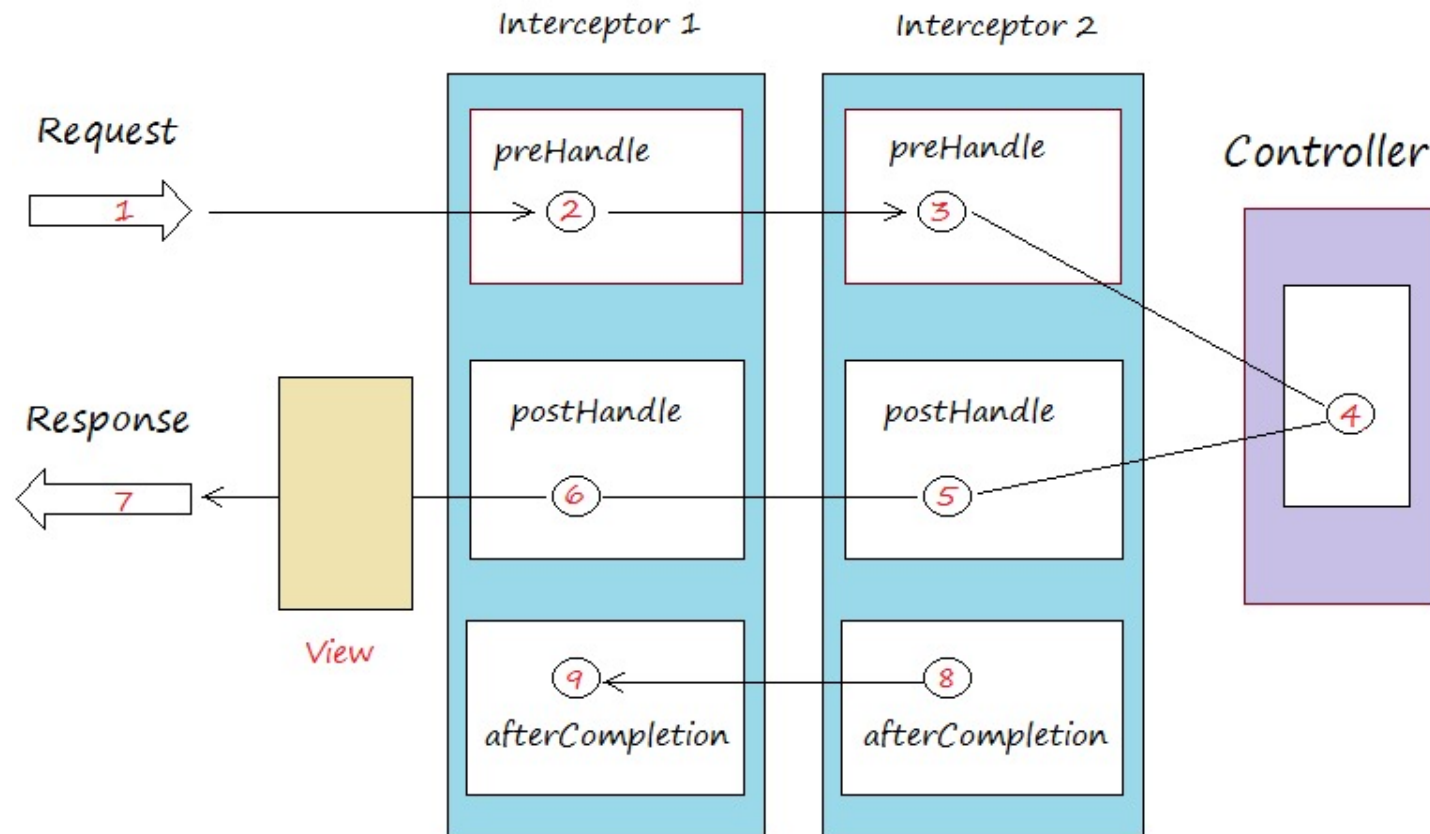 Interceptor 1
Interceptor 2
Request
preHandle
preHandle
Controller
1
2
3
Response
postHandle
postHandle
4
7
6
5
View
9
8
afterCompletion
afterCompletion